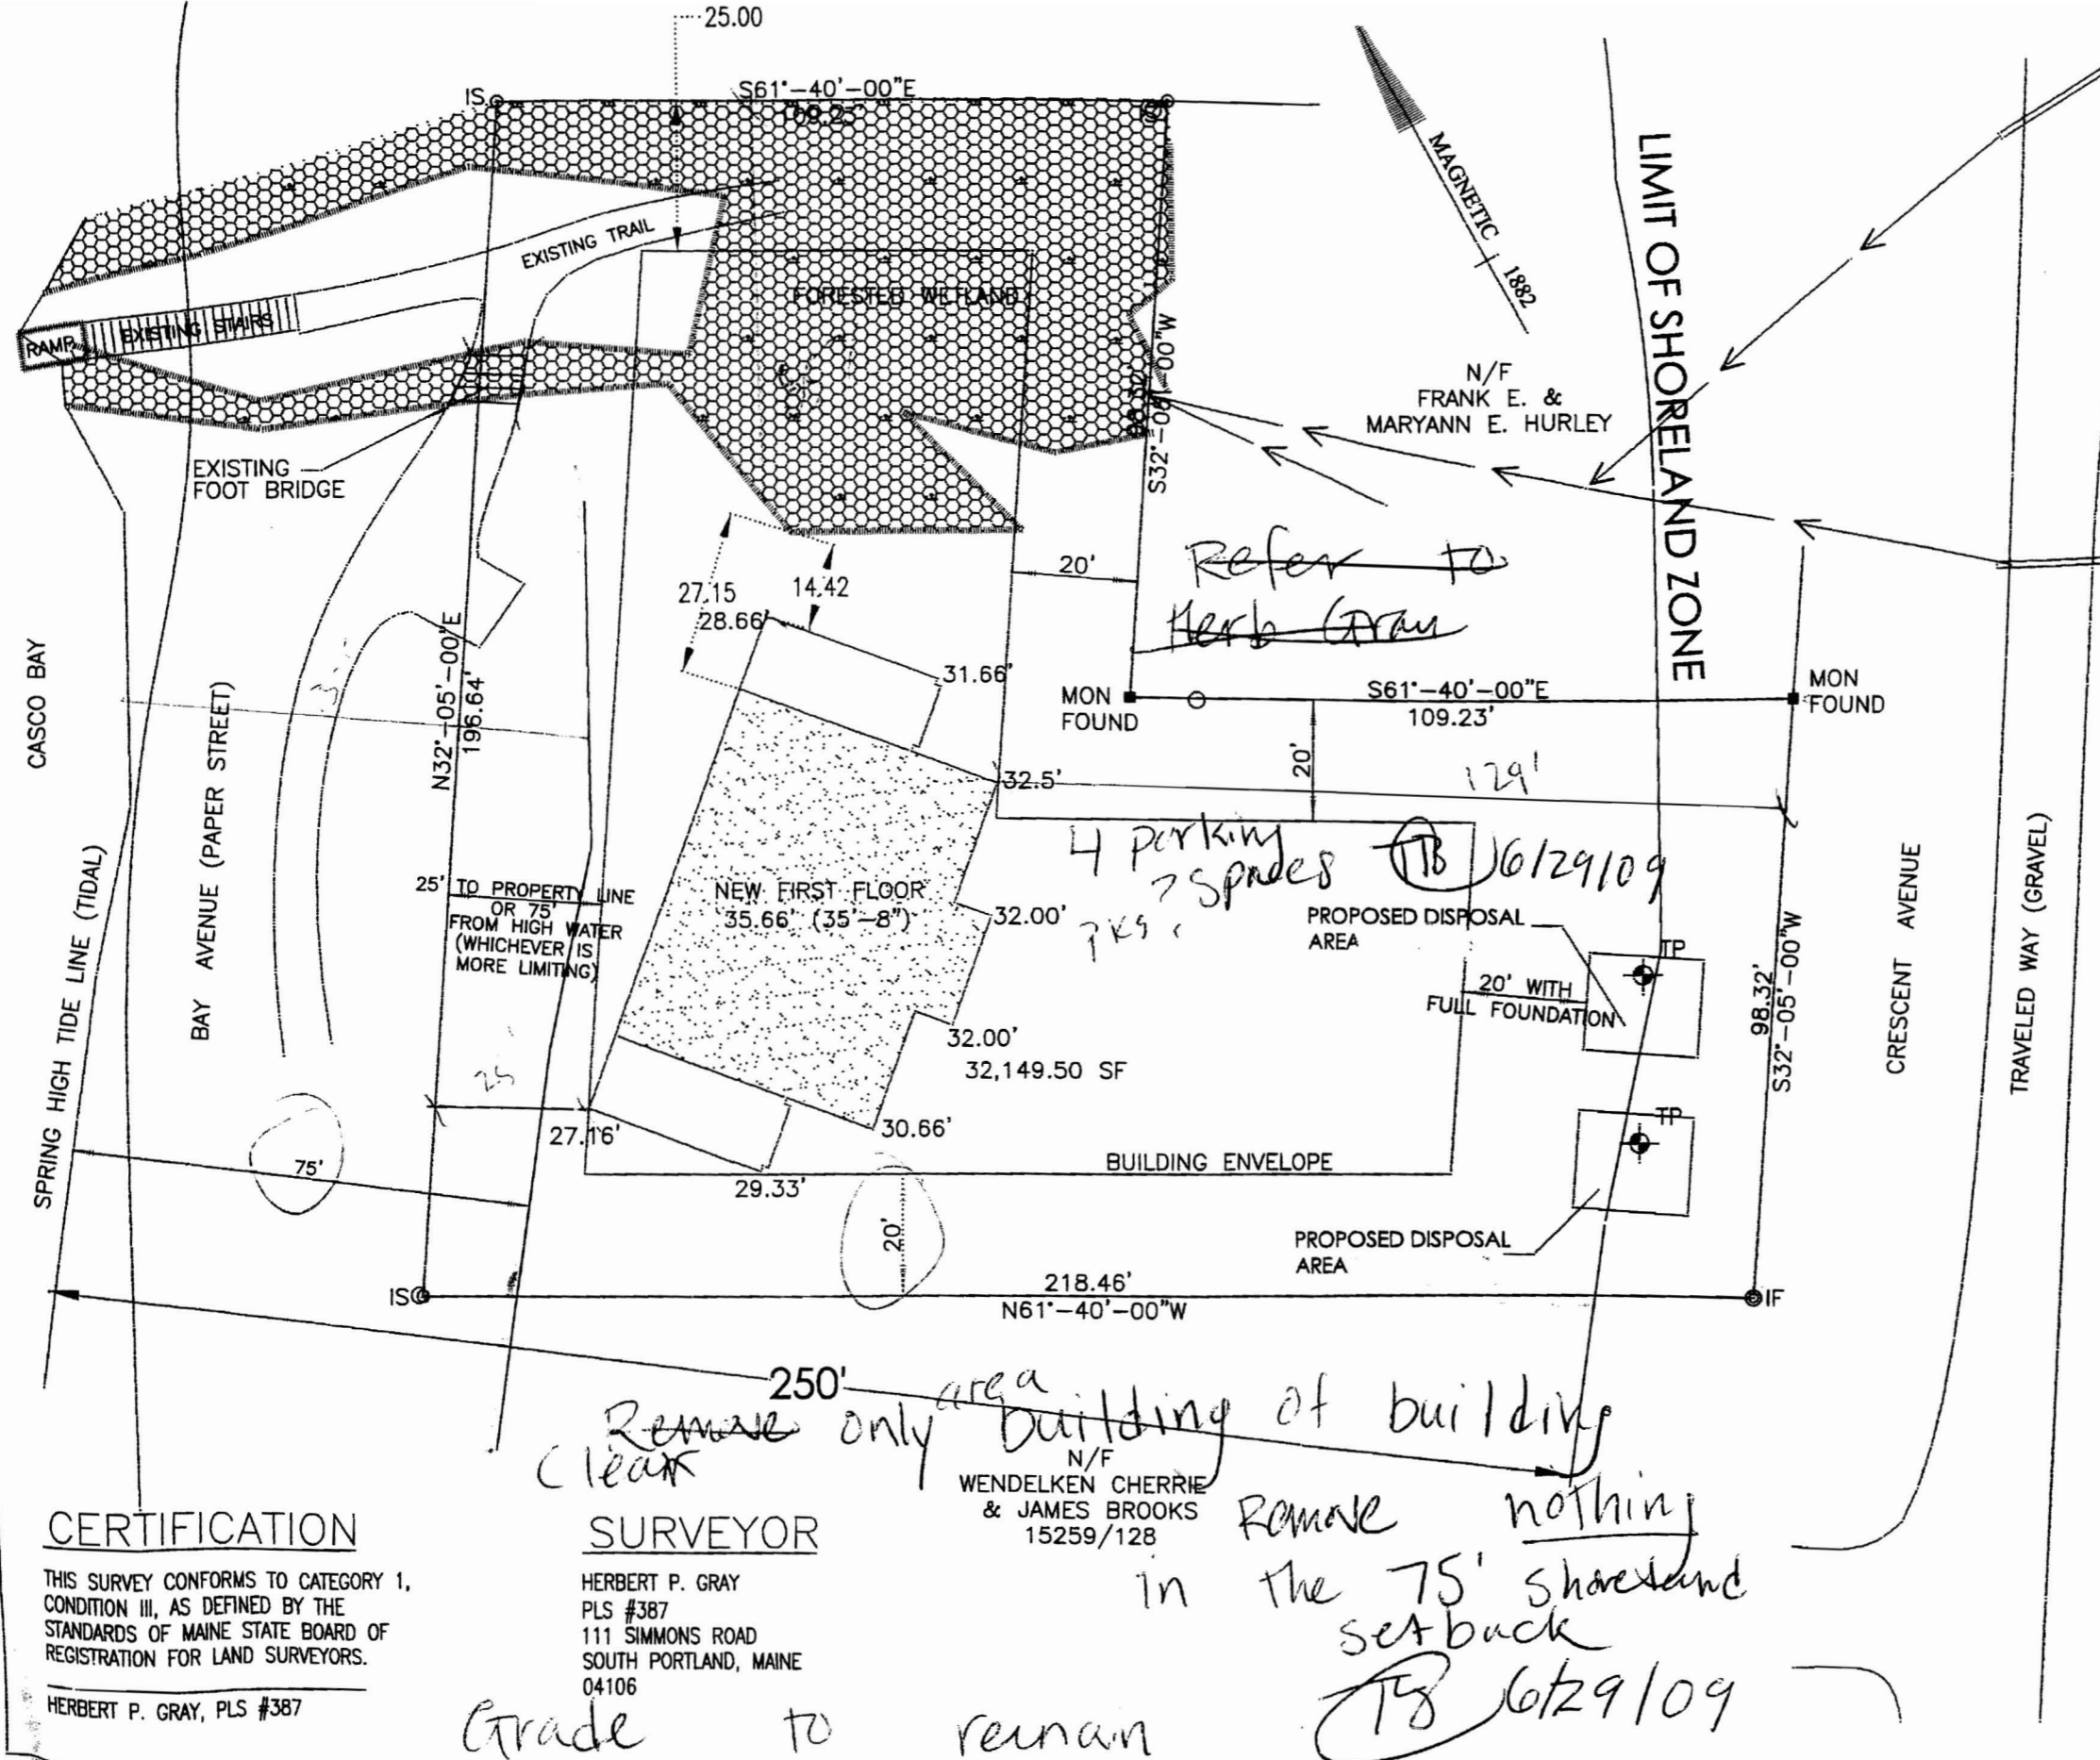 25.00
S61°-40'-00"E
109.23'
IS
MAGNETIC 1882
LIMIT OF SHORELAND ZONE
EXISTING TRAIL
FORESTED WETLAND
EXISTING STAIRS
RAMP
S32°-05'-00"W
98.32'
N/F
FRANK E. &
MARYANN E. HURLEY
EXISTING
FOOT BRIDGE
Refer to
Herb Gray
20'
27.15
14.42
28.66'
31.66'
MON
FOUND
S61°-40'-00"E
109.23'
MON
FOUND
CASCO BAY
BAY AVENUE (PAPER STREET)
N32°-05'-00"E
196.64'
32.5'
20'
129'
4 parking
spaces TB 6/29/09
SPRING HIGH TIDE LINE (TIDAL)
25' TO PROPERTY LINE
OR 75'
FROM HIGH WATER
(WHICHEVER IS
MORE LIMITING)
NEW FIRST FLOOR
35.66' (35'-8")
32.00'
PROPOSED DISPOSAL
AREA
TP
20' WITH
FULL FOUNDATION
98.32'
S32°-05'-00"W
CRESCENT AVENUE
TRAVELED WAY (GRAVEL)
32.00'
32,149.50 SF
25
27.16'
30.66'
TP
75'
29.33'
BUILDING ENVELOPE
20'
PROPOSED DISPOSAL
AREA
IS
218.46'
N61°-40'-00"W
IF
250'
area
Remove only building of building
Clear
N/F
WENDELKEN CHERRIE
& JAMES BROOKS
15259/128
Remove nothing
in the 75' shoreland
setback
TB 6/29/09
CERTIFICATION
THIS SURVEY CONFORMS TO CATEGORY 1,
CONDITION III, AS DEFINED BY THE
STANDARDS OF MAINE STATE BOARD OF
REGISTRATION FOR LAND SURVEYORS.
HERBERT P. GRAY, PLS #387
SURVEYOR
HERBERT P. GRAY
PLS #387
111 SIMMONS ROAD
SOUTH PORTLAND, MAINE
04106
Grade to remain